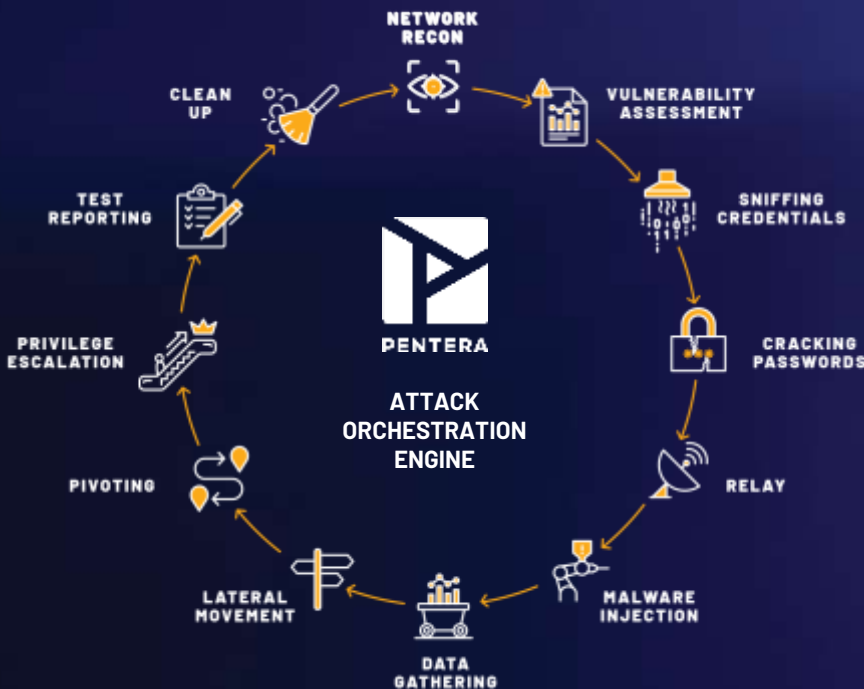 NETWORK
RECON
VULNERABILITY
ASSESSMENT
SNIFFING
CREDENTIALS
CRACKING
PASSWORDS
RELAY
MALWARE
INJECTION
DATA
GATHERING
LATERAL
MOVEMENT
PIVOTING
PRIVILEGE
ESCALATION
TEST
REPORTING
CLEAN
UP
PENTERA
ATTACK
ORCHESTRATION
ENGINE